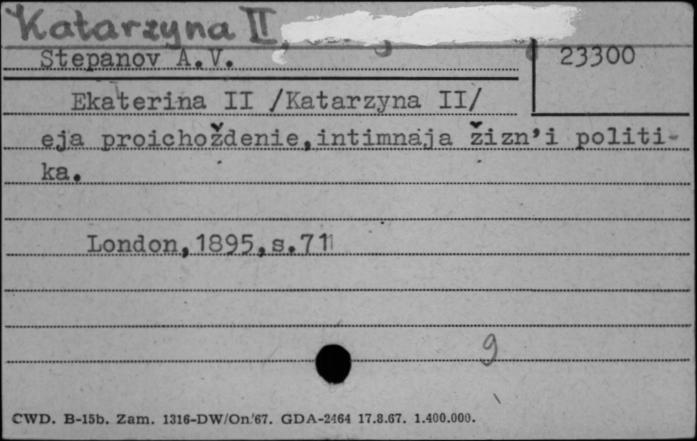 Katarzyna II,
Stepanov A.V.
23300
Ekaterina II /Katarzyna II/
eja proichoždenie,intimnaja žizn'i politi-
ka.
London,1895,s.71
9
CWD. B-15b. Zam. 1316-DW/On/67. GDA-2464 17.8.67. 1.400.000.